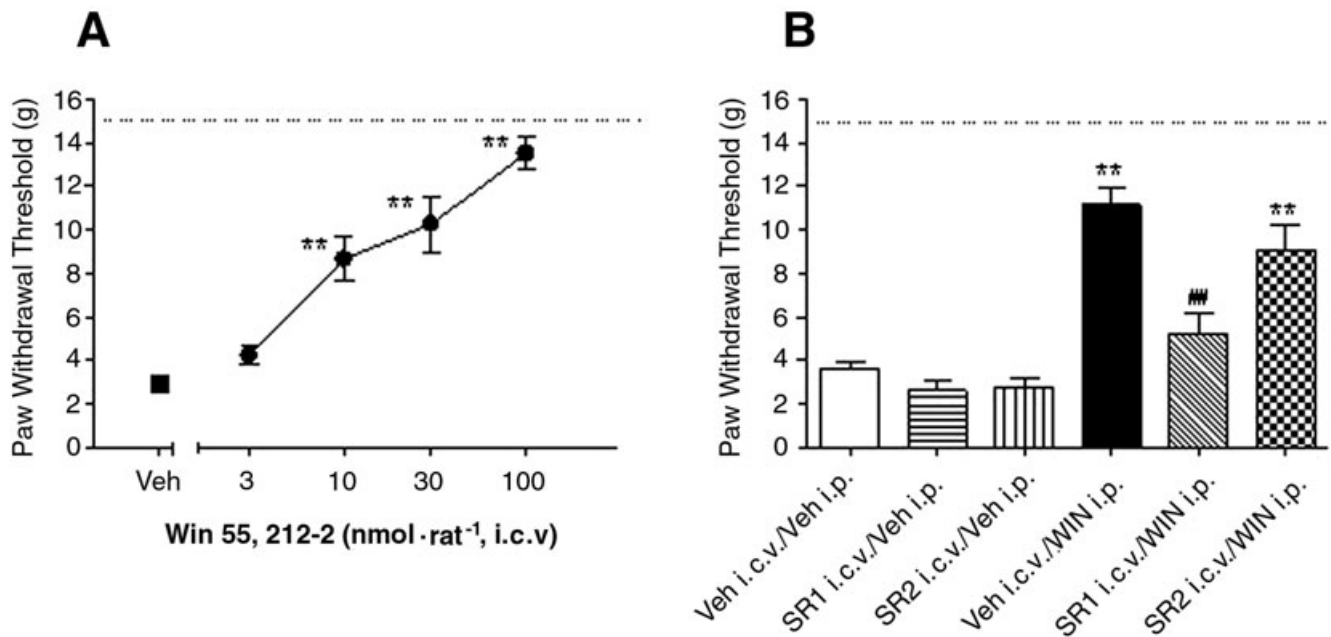 A
Paw Withdrawal Threshold (g)
16
14
12
10
8
6
4
2
0
**
**
**
Veh
3
10
30
100
Win 55, 212-2 (nmol·rat⁻¹, i.c.v)
B
Paw Withdrawal Threshold (g)
16
14
12
10
8
6
4
2
0
**
##
**
Veh i.c.v./Veh i.p.
SR1 i.c.v./Veh i.p.
SR2 i.c.v./Veh i.p.
Veh i.c.v./WIN i.p.
SR1 i.c.v./WIN i.p.
SR2 i.c.v./WIN i.p.